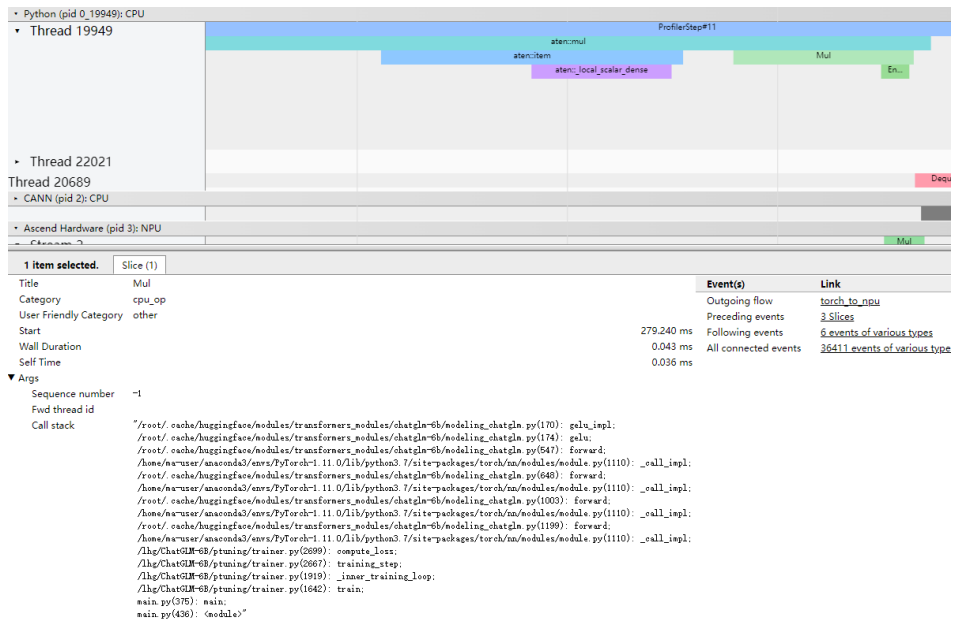 Python (pid 0_19949): CPU
Thread 19949
ProfilerStep#11
aten::mul
aten::item
Mul
aten::_local_scalar_dense
En...
Thread 22021
Thread 20689
Dequ
CANN (pid 2): CPU
Ascend Hardware (pid 3): NPU
Stream 2
Mul
1 item selected.
Slice (1)
Title Mul
Category cpu_op
User Friendly Category other
Start 279.240 ms
Wall Duration 0.043 ms
Self Time 0.036 ms
Event(s) Link
Outgoing flow torch_to_npu
Preceding events 3 Slices
Following events 6 events of various types
All connected events 36411 events of various type
Args
Sequence number -1
Fwd thread id
Call stack "/root/.cache/huggingface/modules/transformers_modules/chatglm-6b/modeling_chatglm.py(170): gelu_impl;
/root/.cache/huggingface/modules/transformers_modules/chatglm-6b/modeling_chatglm.py(174): gelu;
/root/.cache/huggingface/modules/transformers_modules/chatglm-6b/modeling_chatglm.py(547): forward;
/home/ma-user/anaconda3/envs/PyTorch-1.11.0/lib/python3.7/site-packages/torch/nn/modules/module.py(1110): _call_impl;
/root/.cache/huggingface/modules/transformers_modules/chatglm-6b/modeling_chatglm.py(648): forward;
/home/ma-user/anaconda3/envs/PyTorch-1.11.0/lib/python3.7/site-packages/torch/nn/modules/module.py(1110): _call_impl;
/root/.cache/huggingface/modules/transformers_modules/chatglm-6b/modeling_chatglm.py(1003): forward;
/home/ma-user/anaconda3/envs/PyTorch-1.11.0/lib/python3.7/site-packages/torch/nn/modules/module.py(1110): _call_impl;
/root/.cache/huggingface/modules/transformers_modules/chatglm-6b/modeling_chatglm.py(1199): forward;
/home/ma-user/anaconda3/envs/PyTorch-1.11.0/lib/python3.7/site-packages/torch/nn/modules/module.py(1110): _call_impl;
/lhg/ChatGLM-6B/ptuning/trainer.py(2699): compute_loss;
/lhg/ChatGLM-6B/ptuning/trainer.py(2667): training_step;
/lhg/ChatGLM-6B/ptuning/trainer.py(1919): _inner_training_loop;
/lhg/ChatGLM-6B/ptuning/trainer.py(1642): train;
main.py(375): main;
main.py(436): <module>"